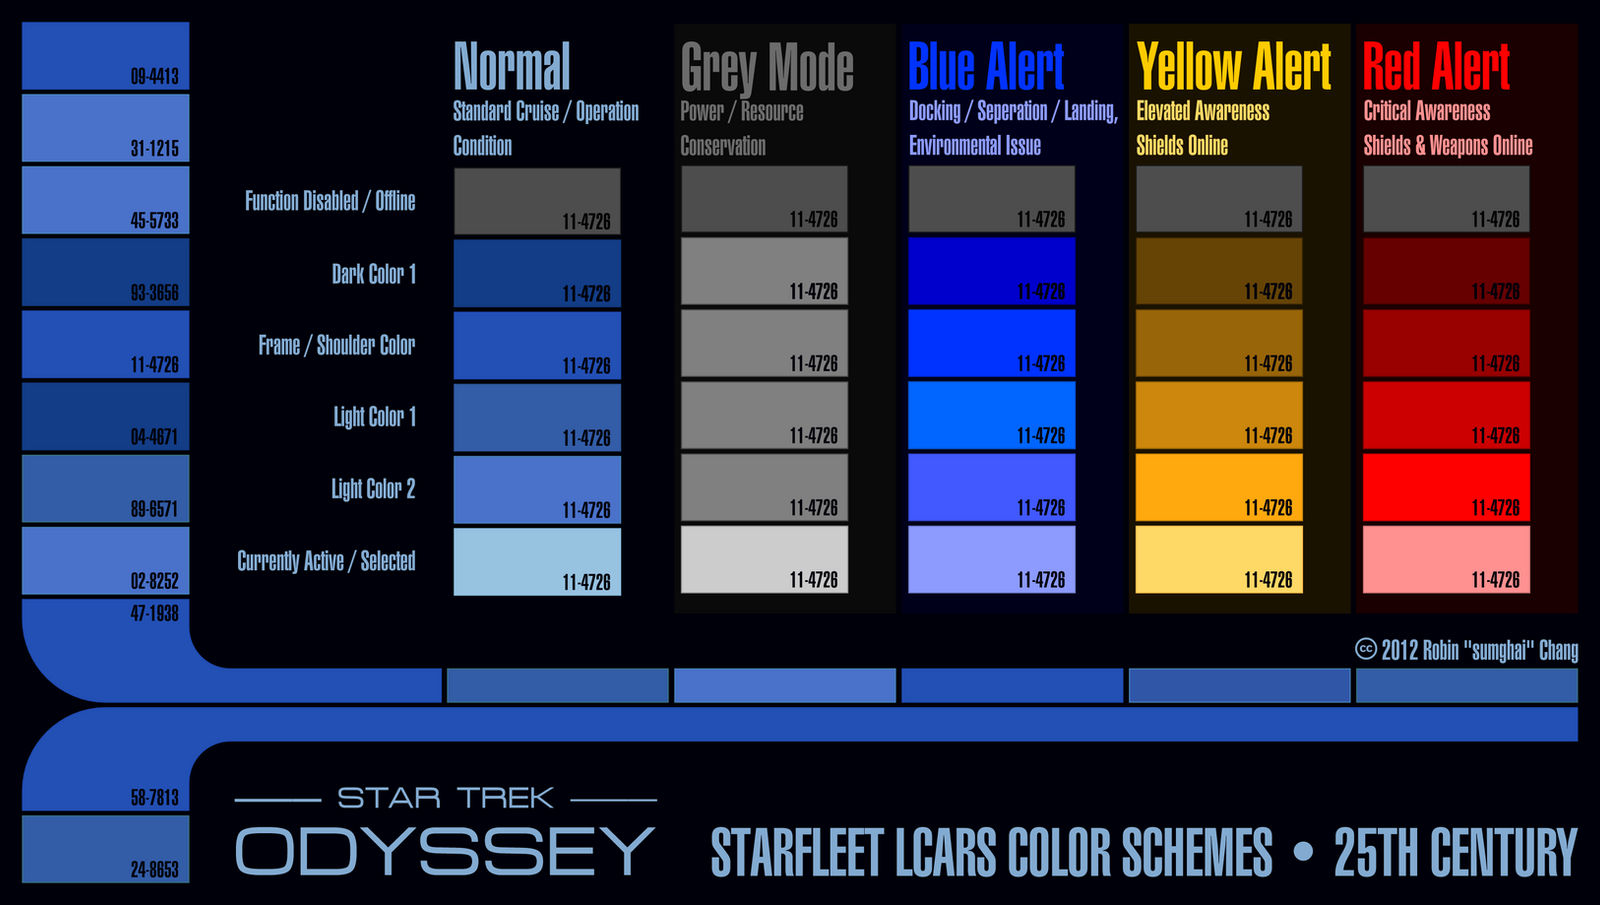 09-4413
31-1215
45-5733
93-3656
11-4726
04-4671
89-6571
02-8252
47-1938
Normal
Standard Cruise / Operation
Condition
Grey Mode
Power / Resource
Conservation
Blue Alert
Docking / Seperation / Landing,
Environmental Issue
Yellow Alert
Elevated Awareness
Shields Online
Red Alert
Critical Awareness
Shields & Weapons Online
Function Disabled / Offline
11-4726
11-4726
11-4726
11-4726
11-4726
Dark Color 1
11-4726
11-4726
11-4726
11-4726
11-4726
Frame / Shoulder Color
11-4726
11-4726
11-4726
11-4726
11-4726
Light Color 1
11-4726
11-4726
11-4726
11-4726
11-4726
Light Color 2
11-4726
11-4726
11-4726
11-4726
11-4726
Currently Active / Selected
11-4726
11-4726
11-4726
11-4726
11-4726
cc 2012 Robin "sumghai" Chang
58-7813
24-8653
STAR TREK
ODYSSEY
STARFLEET LCARS COLOR SCHEMES • 25TH CENTURY